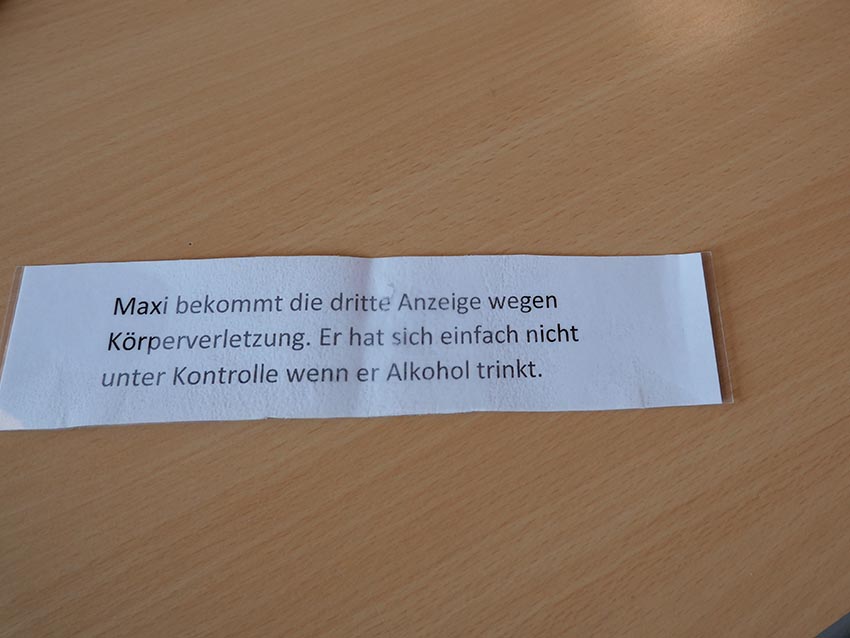 Maxi bekommt die dritte Anzeige wegen
Körperverletzung. Er hat sich einfach nicht
unter Kontrolle wenn er Alkohol trinkt.